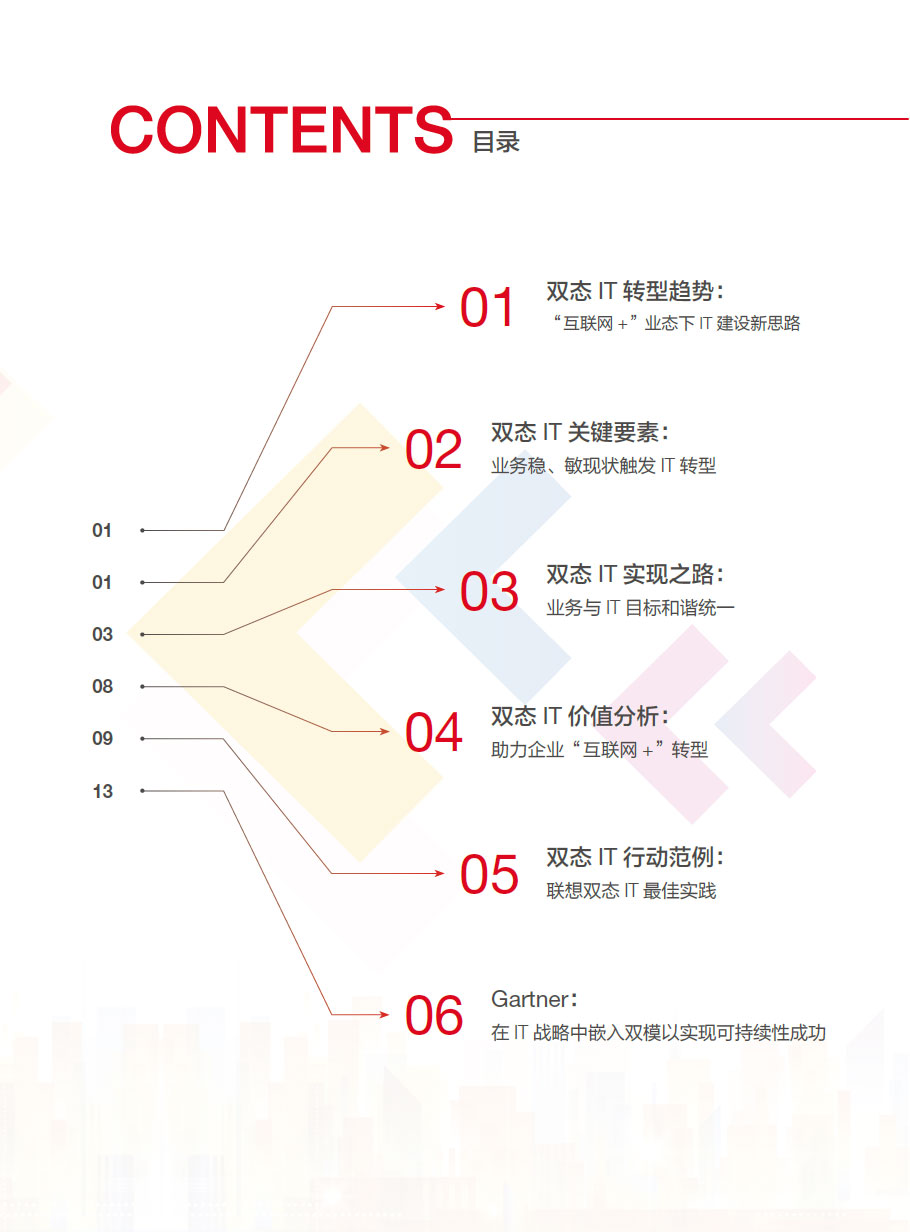 CONTENTS
目录
01
双态 IT 转型趋势：
“互联网 +”业态下 IT 建设新思路
02
双态 IT 关键要素：
业务稳、敏现状触发 IT 转型
03
双态 IT 实现之路：
业务与 IT 目标和谐统一
04
双态 IT 价值分析：
助力企业“互联网 +”转型
05
双态 IT 行动范例：
联想双态 IT 最佳实践
06
Gartner：
在 IT 战略中嵌入双模以实现可持续性成功
01
01
03
08
09
13